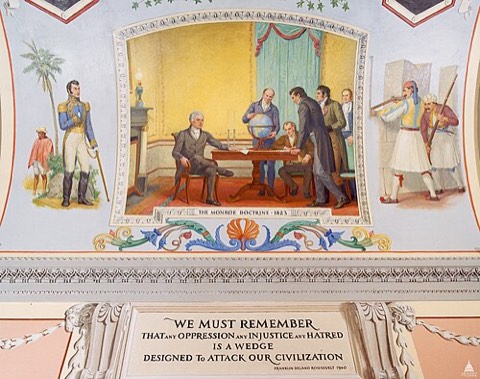 THE MONROE DOCTRINE · 1823
WE MUST REMEMBER
THAT ANY OPPRESSION ANY INJUSTICE ANY HATRED
IS A WEDGE
DESIGNED TO ATTACK OUR CIVILIZATION
FRANKLIN DELANO ROOSEVELT 1940